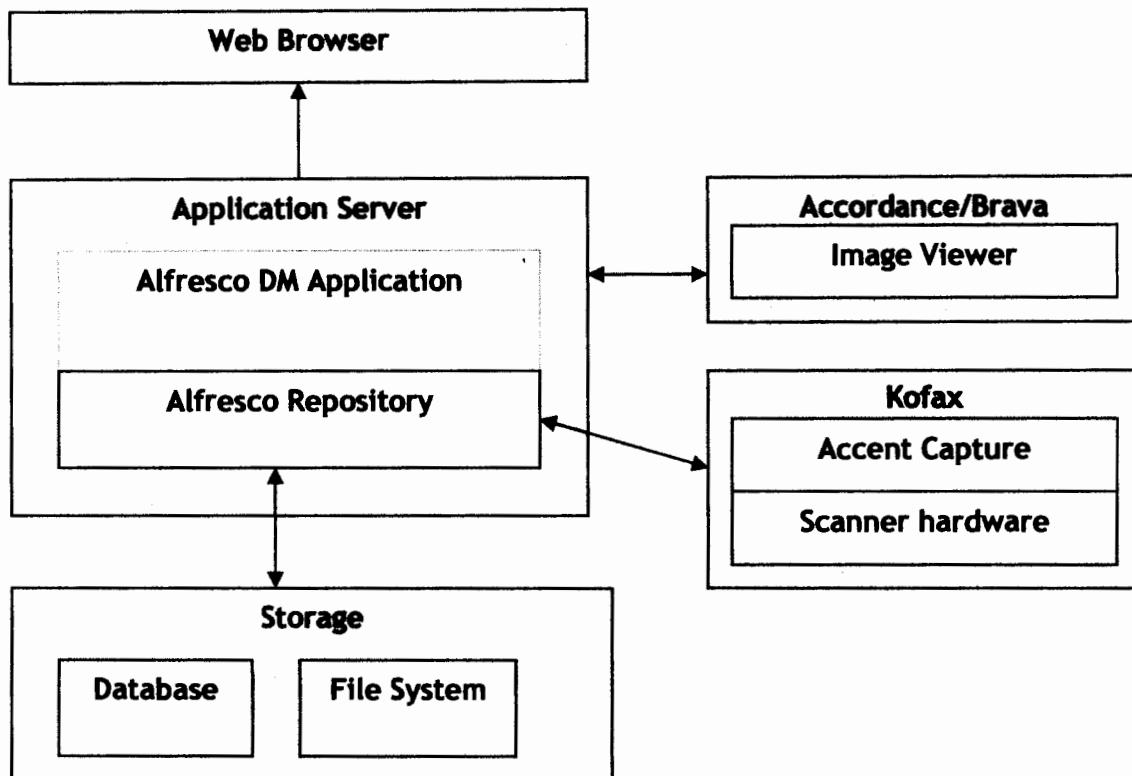 Web Browser
Application Server
Alfresco DM Application
Alfresco Repository
Accordance/Brava
Image Viewer
Kofax
Accent Capture
Scanner hardware
Storage
Database
File System